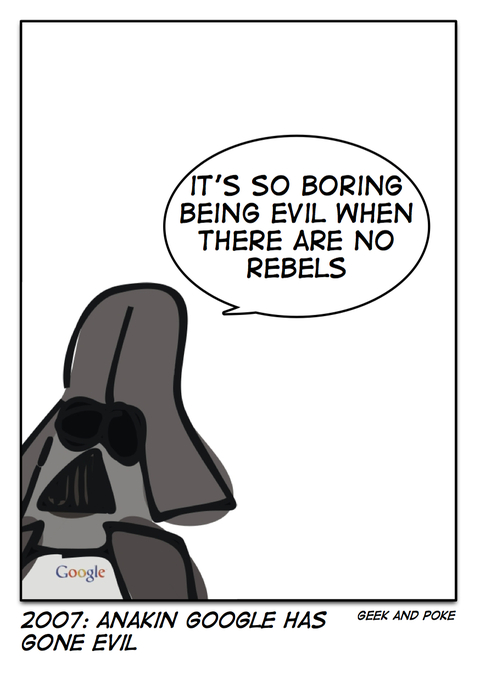 IT'S SO BORING
BEING EVIL WHEN
THERE ARE NO
REBELS
Google
2007: ANAKIN GOOGLE HAS
GONE EVIL
GEEK AND POKE